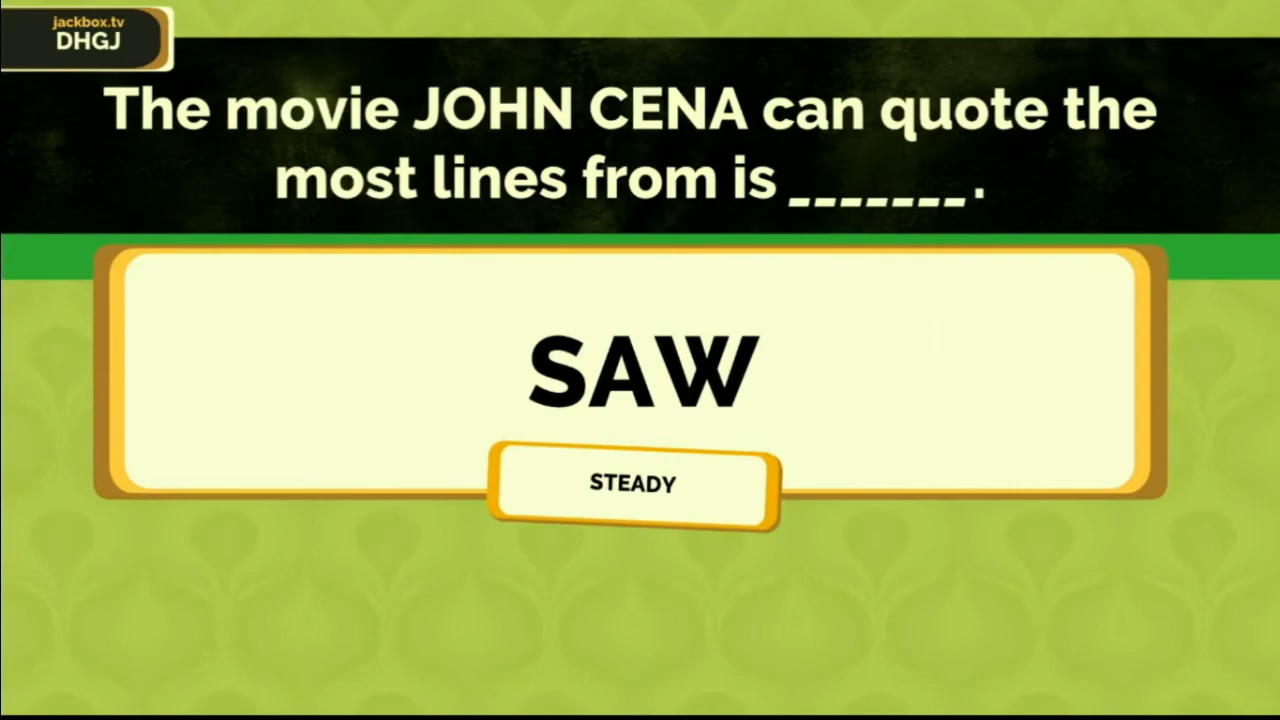 jackbox.tv
DHGJ
The movie JOHN CENA can quote the
most lines from is _______.
SAW
STEADY